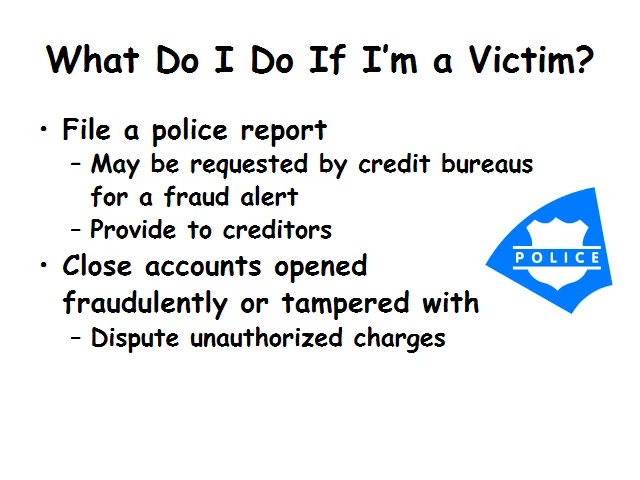 What Do I Do If I'm a Victim?
• File a police report
– May be requested by credit bureaus
for a fraud alert
– Provide to creditors
• Close accounts opened
fraudulently or tampered with
– Dispute unauthorized charges
POLICE